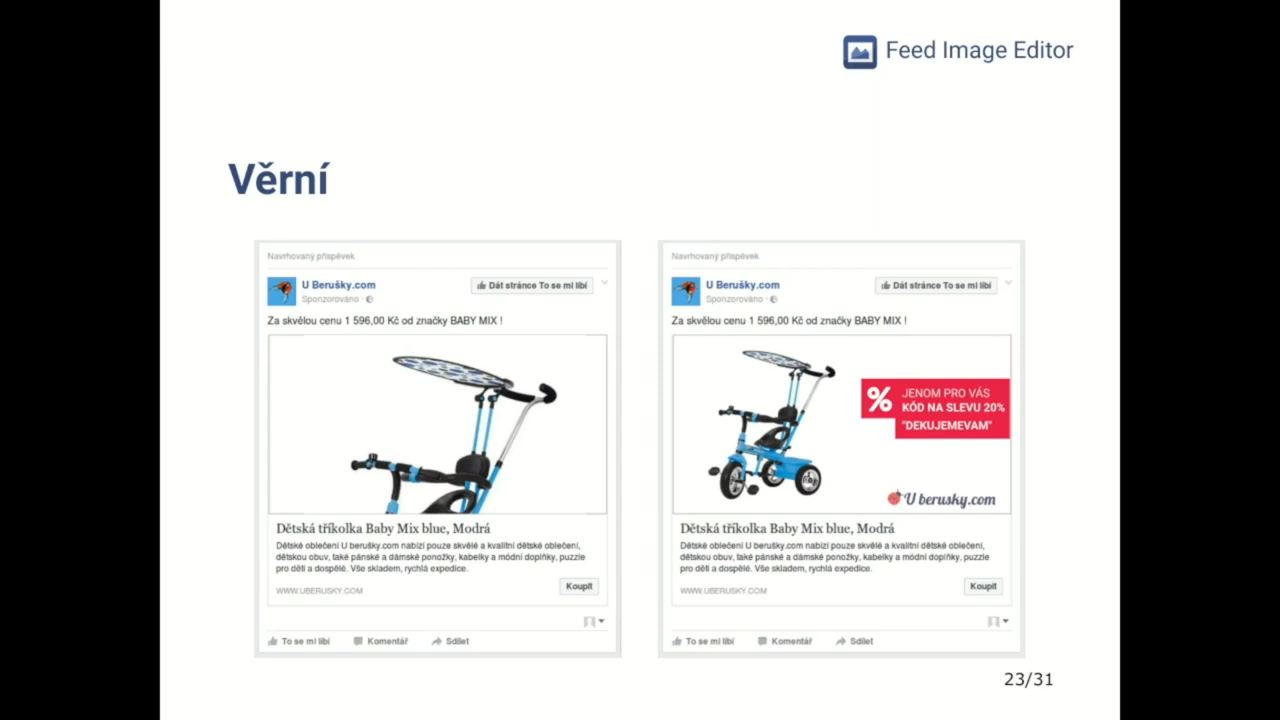 Feed Image Editor
Věrní
Navrhovaný příspěvek
U Berušky.com
Dát stránce To se mi líbí
Sponzorováno ·
Za skvělou cenu 1 596,00 Kč od značky BABY MIX !
Dětská tříkolka Baby Mix blue, Modrá
Dětské oblečení U berušky.com nabízí pouze skvělé a kvalitní dětské oblečení,
dětskou obuv, také pánské a dámské ponožky, kabelky a módní doplňky, puzzle
pro děti a dospělé. Vše skladem, rychlá expedice.
Koupit
WWW.UBERUSKY.COM
To se mi líbí
Komentář
Sdílet
Navrhovaný příspěvek
U Berušky.com
Dát stránce To se mi líbí
Sponzorováno ·
Za skvělou cenu 1 596,00 Kč od značky BABY MIX !
% JENOM PRO VÁS
KÓD NA SLEVU 20%
"DEKUJEMEVAM"
U berusky.com
Dětská tříkolka Baby Mix blue, Modrá
Dětské oblečení U berušky.com nabízí pouze skvělé a kvalitní dětské oblečení,
dětskou obuv, také pánské a dámské ponožky, kabelky a módní doplňky, puzzle
pro děti a dospělé. Vše skladem, rychlá expedice.
Koupit
WWW.UBERUSKY.COM
To se mi líbí
Komentář
Sdílet
23/31